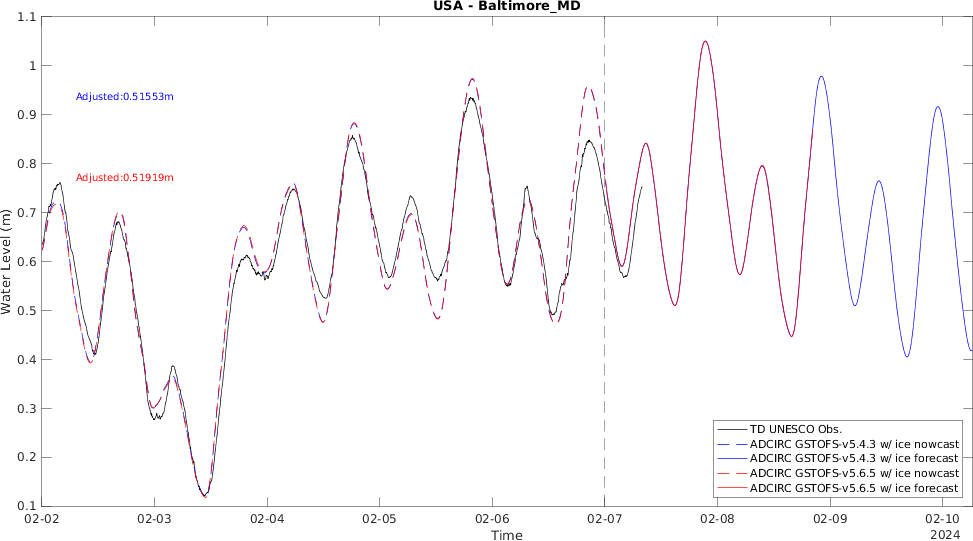 USA - Baltimore_MD
1.1
1
0.9
0.8
0.7
0.6
0.5
0.4
0.3
0.2
0.1
Water Level (m)
Adjusted:0.51553m
Adjusted:0.51919m
TD UNESCO Obs.
ADCIRC GSTOFS-v5.4.3 w/ ice nowcast
ADCIRC GSTOFS-v5.4.3 w/ ice forecast
ADCIRC GSTOFS-v5.6.5 w/ ice nowcast
ADCIRC GSTOFS-v5.6.5 w/ ice forecast
02-02 02-03 02-04 02-05 02-06 02-07 02-08 02-09 02-10
Time
2024